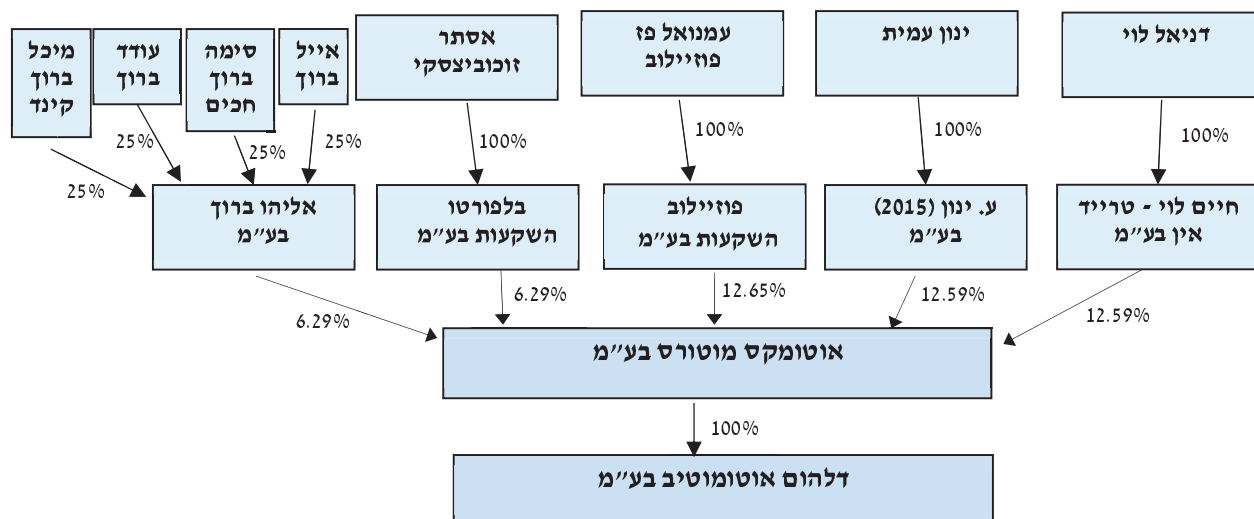 דניאל לוי
ינון עמית
עמנואל פז
פוזיילוב
אסתר
זוכוביצסקי
אייל
ברוך
סימה
ברוך
חכים
עודד
ברוך
מיכל
ברוך
קינד
100%
100%
100%
100%
25%
25%
25%
25%
חיים לוי - טרייד
אין בע״מ
ע. ינון (2015)
בע״מ
פוזיילוב
השקעות בע״מ
בלפורטו
השקעות בע״מ
אליהו ברוך
בע״מ
12.59%
12.59%
12.65%
6.29%
6.29%
אוטומקס מוטורס בע״מ
100%
דלהום אוטומוטיב בע״מ